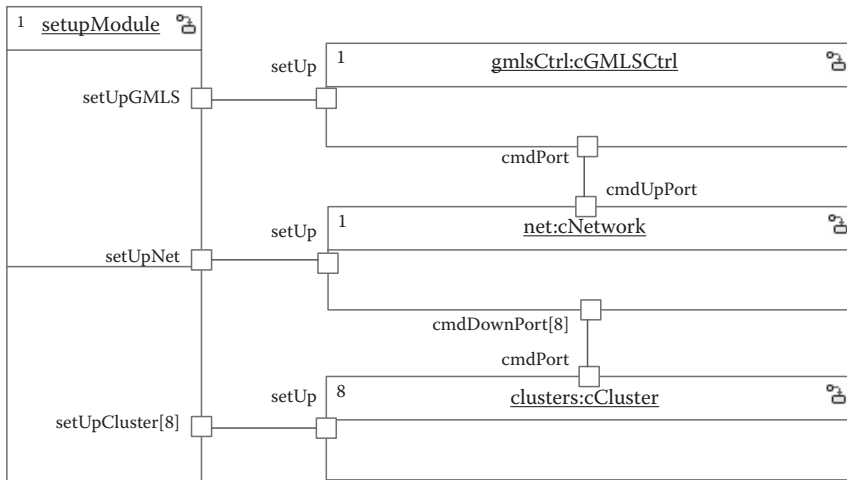 1 setupModule
setUp
1 gmlsCtrl:cGMLSCtrl
setUpGMLS
cmdPort
cmdUpPort
setUp
1 net:cNetwork
setUpNet
cmdDownPort[8]
cmdPort
setUp
8 clusters:cCluster
setUpCluster[8]